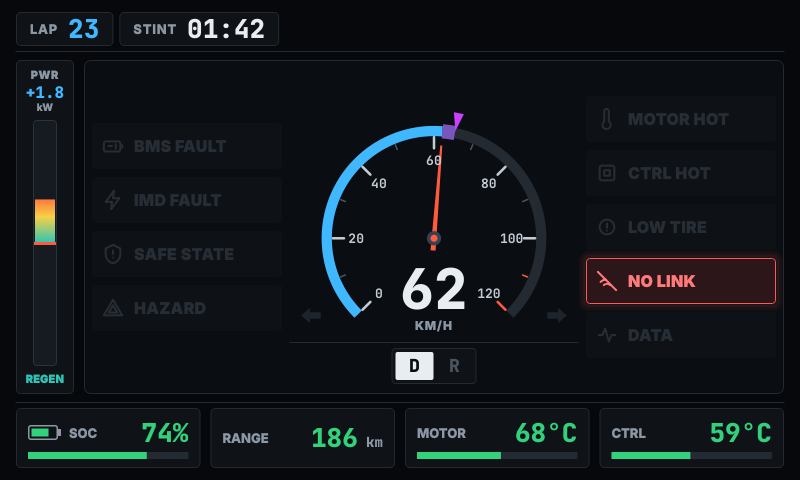 LAP 23 STINT 01:42
PWR
+1.8
kW
REGEN
BMS FAULT
IMD FAULT
SAFE STATE
HAZARD
0
20
40
60
80
100
120
62
KM/H
D R
MOTOR HOT
CTRL HOT
LOW TIRE
NO LINK
DATA
SOC 74%
RANGE 186 km
MOTOR 68°C
CTRL 59°C